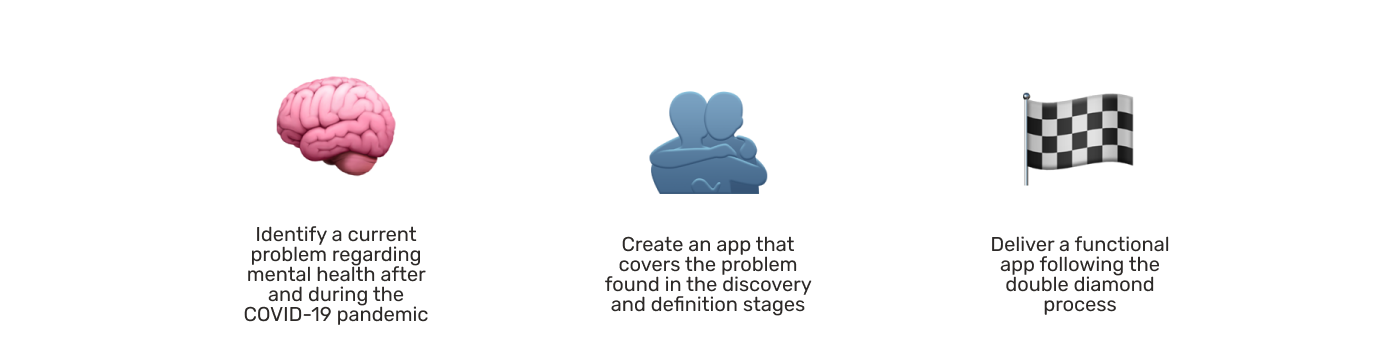 Identify a current
problem regarding
mental health after
and during the
COVID-19 pandemic
Create an app that
covers the problem
found in the discovery
and definition stages
Deliver a functional
app following the
double diamond
process